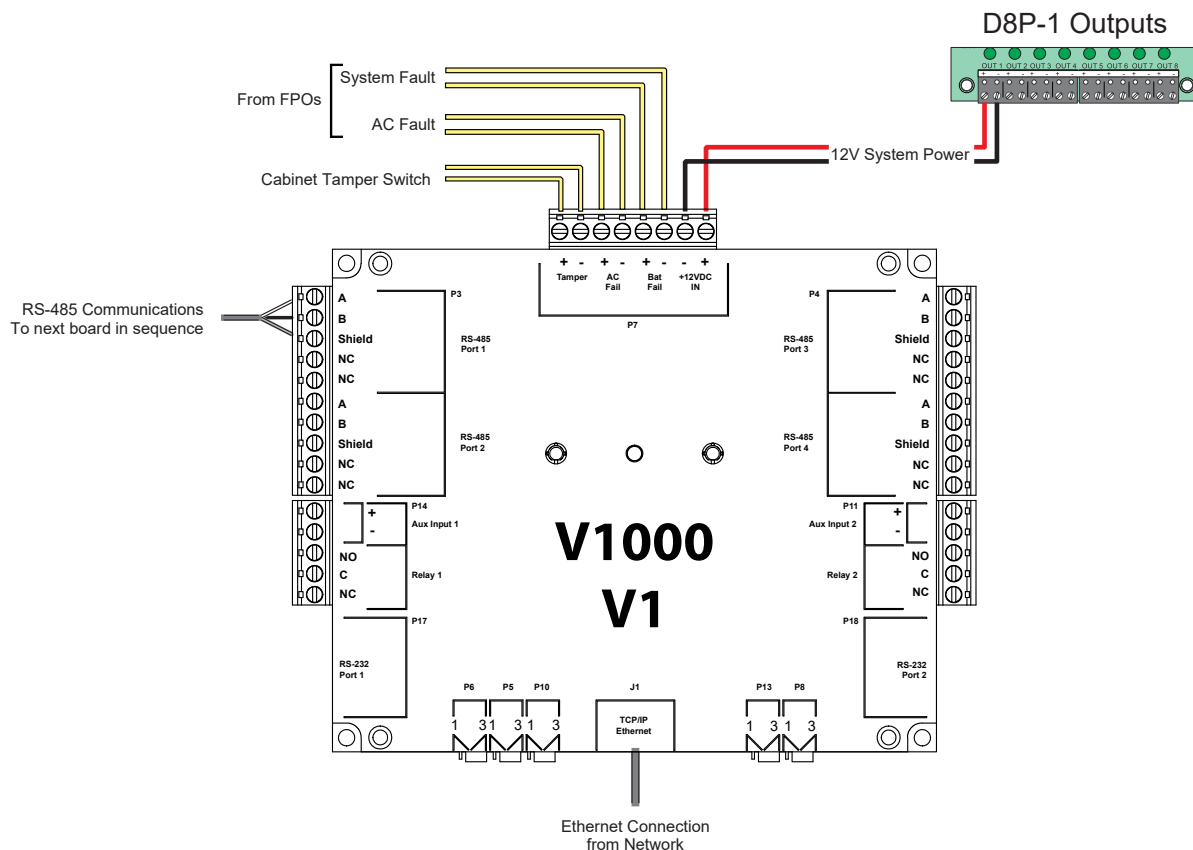 D8P-1 Outputs
OUT 1 OUT 2 OUT 3 OUT 4 OUT 5 OUT 6 OUT 7 OUT 8
+ - + - + - + - + - + - + - + -
System Fault
From FPOs
AC Fault
Cabinet Tamper Switch
12V System Power
+ - + - + - - +
Tamper
AC
Fail
Bat
Fail
+12VDC
IN
P7
RS-485 Communications
To next board in sequence
A
B
Shield
NC
NC
P3
RS-485
Port 1
A
B
Shield
NC
NC
RS-485
Port 2
P4
RS-485
Port 3
A
B
Shield
NC
NC
RS-485
Port 4
A
B
Shield
NC
NC
P14
+
-
Aux Input 1
NO
C
NC
Relay 1
P11
Aux Input 2
+
-
Relay 2
NO
C
NC
V1000
V1
P17
RS-232
Port 1
P18
RS-232
Port 2
P6
1 3
P5
1 3
P10
1 3
J1
TCP/IP
Ethernet
P13
1 3
P8
1 3
Ethernet Connection
from Network